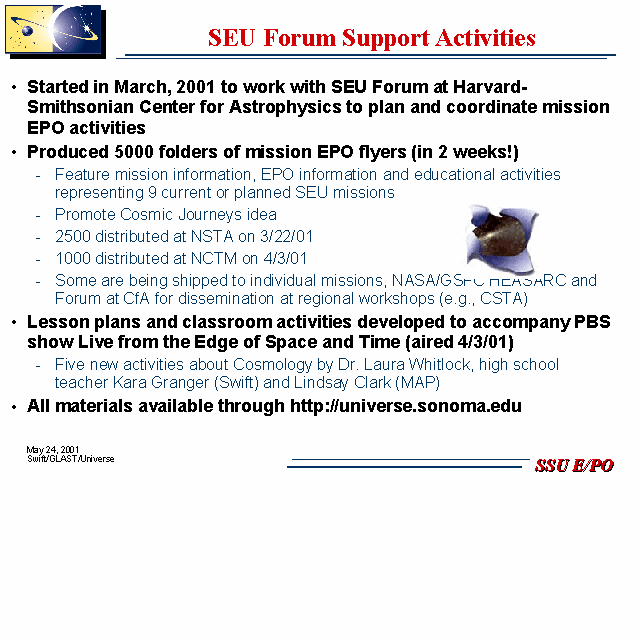 SEU Forum Support Activities
• Started in March, 2001 to work with SEU Forum at Harvard-
Smithsonian Center for Astrophysics to plan and coordinate mission
EPO activities
• Produced 5000 folders of mission EPO flyers (in 2 weeks!)
- Feature mission information, EPO information and educational activities
representing 9 current or planned SEU missions
- Promote Cosmic Journeys idea
- 2500 distributed at NSTA on 3/22/01
- 1000 distributed at NCTM on 4/3/01
- Some are being shipped to individual missions, NASA/GSFC HEASARC and
Forum at CfA for dissemination at regional workshops (e.g., CSTA)
• Lesson plans and classroom activities developed to accompany PBS
show Live from the Edge of Space and Time (aired 4/3/01)
- Five new activities about Cosmology by Dr. Laura Whitlock, high school
teacher Kara Granger (Swift) and Lindsay Clark (MAP)
• All materials available through http://universe.sonoma.edu
May 24, 2001
Swift/GLAST/Universe
SSU E/PO